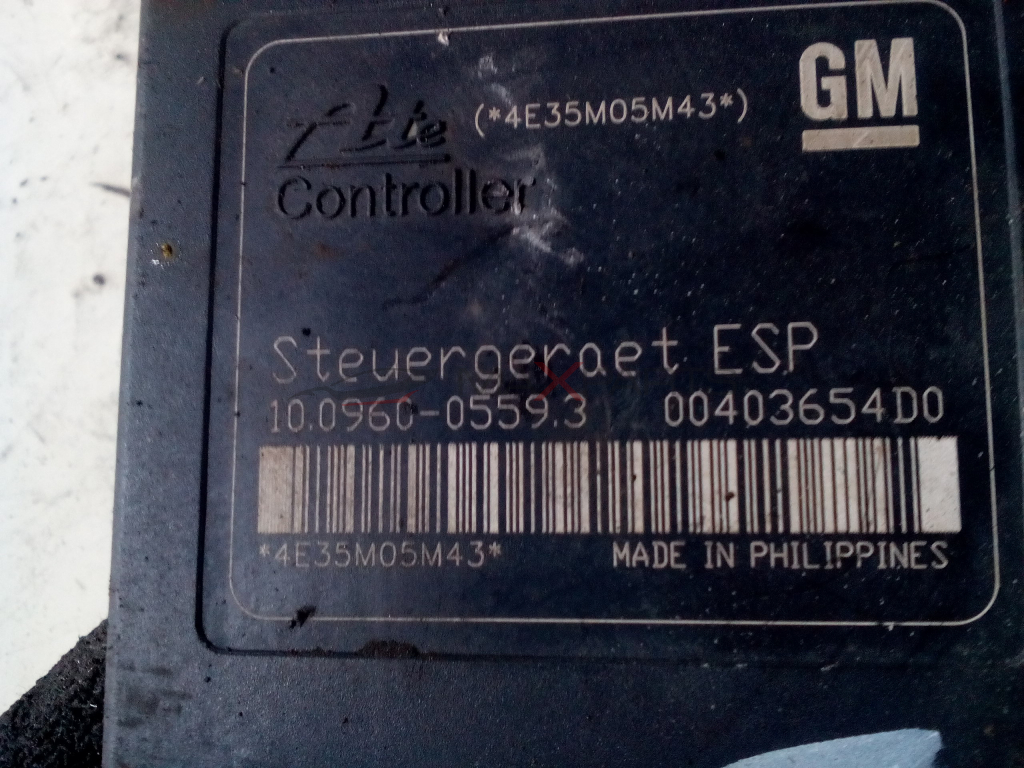 Ate (*4E35M05M43*) GM
Controller
Steuergeraet ESP
10.0960-0559.3 00403654D0
*4E35M05M43* MADE IN PHILIPPINES